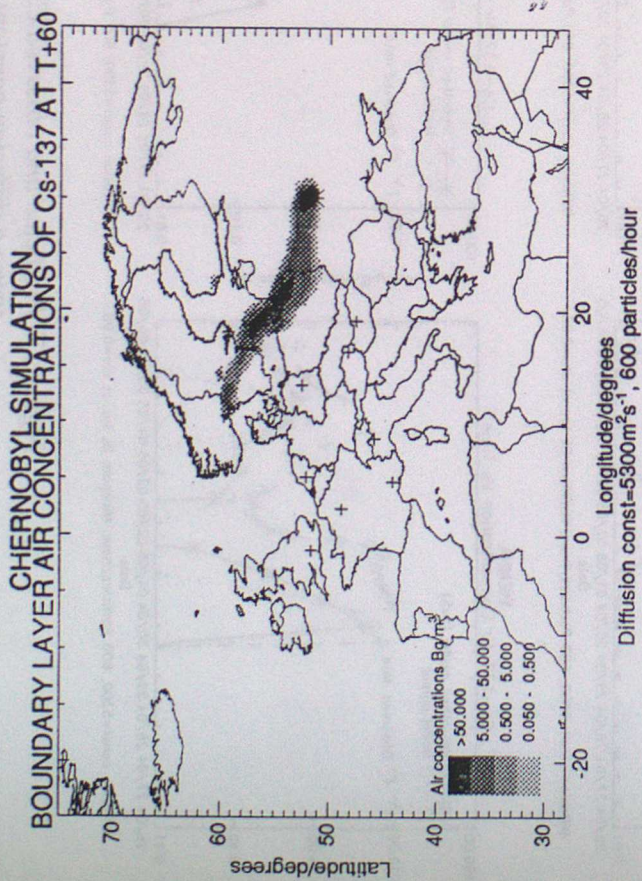 CHERNOBYL SIMULATION
BOUNDARY LAYER AIR CONCENTRATIONS OF Cs-137 AT T+60
70
60
50
40
30
Latitude/degrees
Air concentrations Bq/m³
>50.000
5.000 - 50.000
0.500 - 5.000
0.050 - 0.500
-20
0
20
40
Longitude/degrees
Diffusion const=5300m²s⁻¹, 600 particles/hour